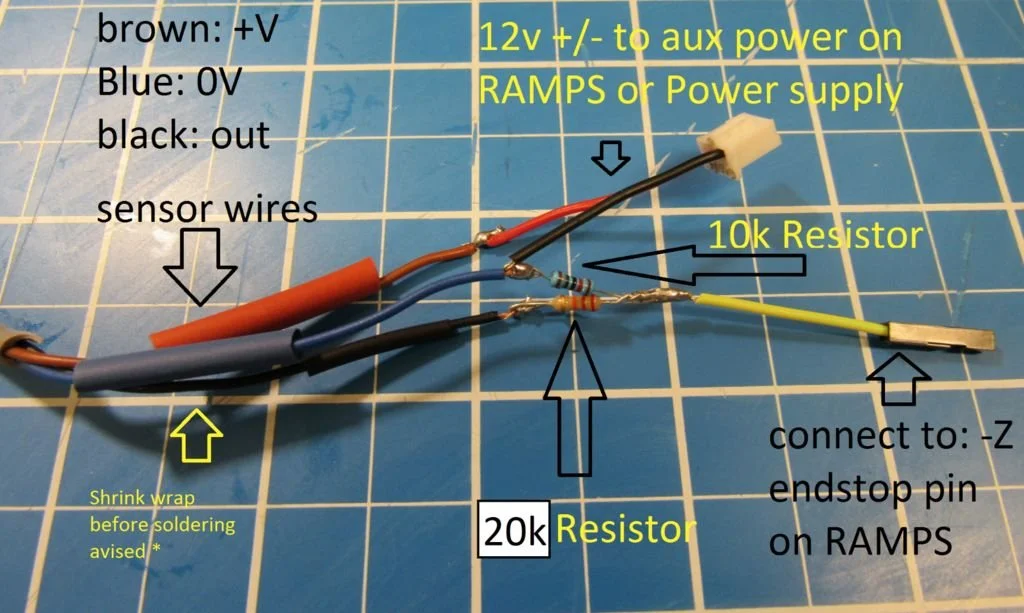 brown: +V
Blue: 0V
black: out
sensor wires
12v +/- to aux power on
RAMPS or Power supply
10k Resistor
20k Resistor
connect to: -Z
endstop pin
on RAMPS
Shrink wrap
before soldering
avised *